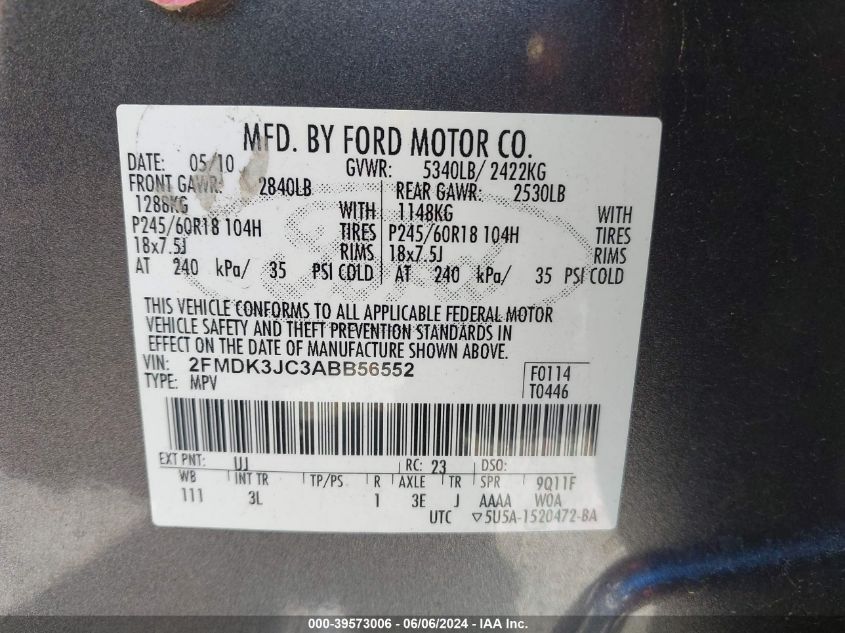 MFD. BY FORD MOTOR CO.
DATE: 05/10 GVWR: 5340LB/ 2422KG
FRONT GAWR: 2840LB REAR GAWR: 2530LB
1288KG WITH 1148KG WITH
P245/60R18 104H TIRES P245/60R18 104H TIRES
18x7.5J RIMS 18x7.5J RIMS
AT 240 kPa/ 35 PSI COLD AT 240 kPa/ 35 PSI COLD
THIS VEHICLE CONFORMS TO ALL APPLICABLE FEDERAL MOTOR
VEHICLE SAFETY AND THEFT PREVENTION STANDARDS IN
EFFECT ON THE DATE OF MANUFACTURE SHOWN ABOVE.
VIN: 2FMDK3JC3ABB56552 F0114
TYPE: MPV T0446
EXT PNT: UJ RC: 23 DSO:
WB INT TR TP/PS R AXLE TR SPR 9Q11F
111 3L 1 3E J AAAA W0A
UTC ▽5U5A-1520472-BA
000-39573006 - 06/06/2024 - IAA Inc.